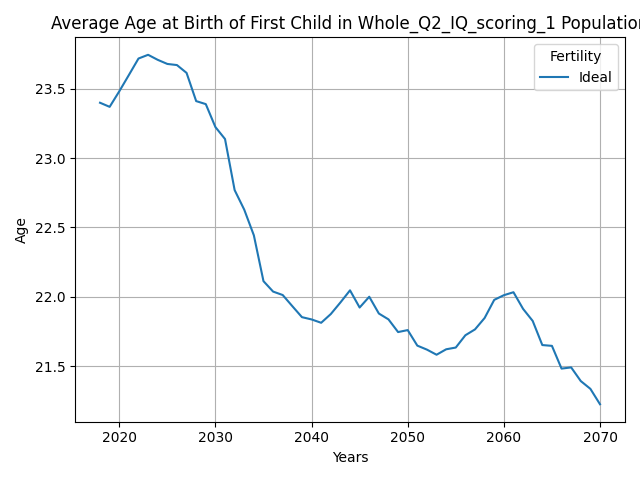 Average Age at Birth of First Child in Whole_Q2_IQ_scoring_1 Population
Fertility
Ideal
Age
23.5
23.0
22.5
22.0
21.5
2020 2030 2040 2050 2060 2070
Years